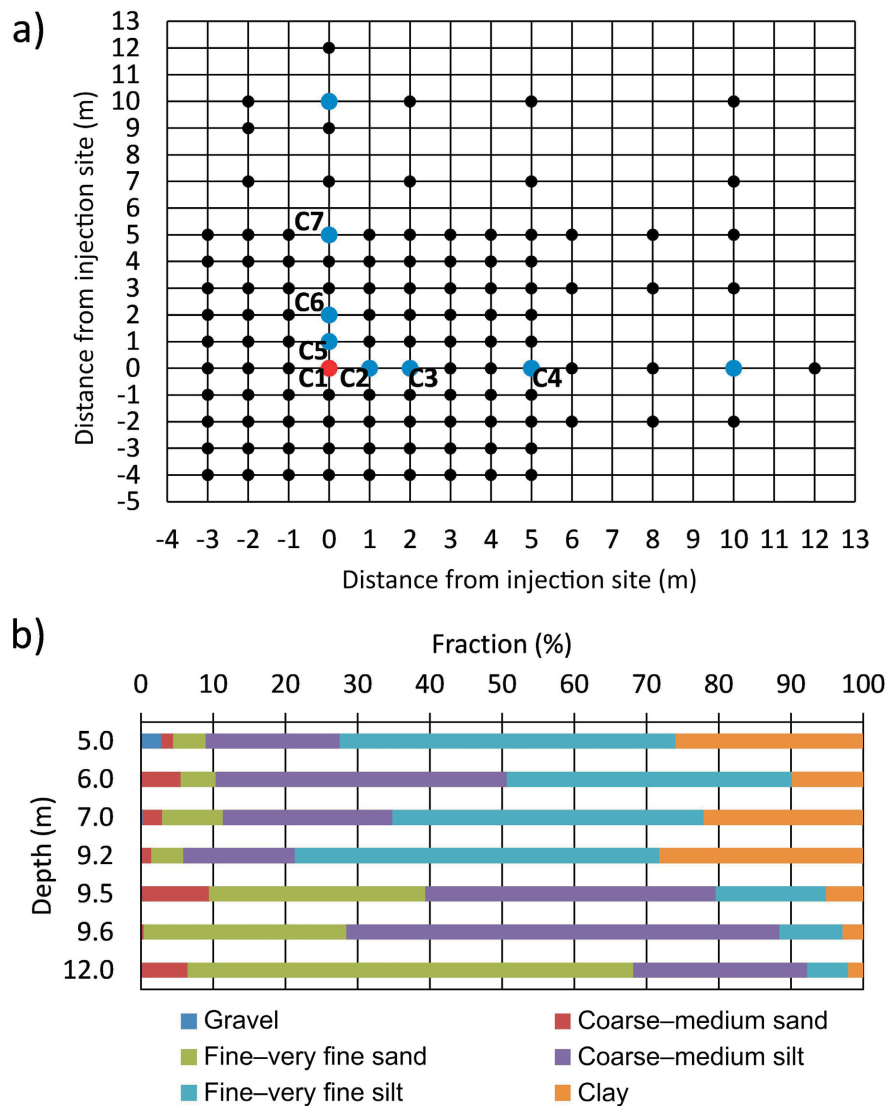 a)
Distance from injection site (m)
13
12
11
10
9
8
7
6
5
4
3
2
1
0
-1
-2
-3
-4
-5
C7
C6
C5
C1 C2 C3 C4
-4 -3 -2 -1 0 1 2 3 4 5 6 7 8 9 10 11 12 13
Distance from injection site (m)
b)
Fraction (%)
0 10 20 30 40 50 60 70 80 90 100
Depth (m)
5.0
6.0
7.0
9.2
9.5
9.6
12.0
Gravel Coarse–medium sand
Fine–very fine sand Coarse–medium silt
Fine–very fine silt Clay